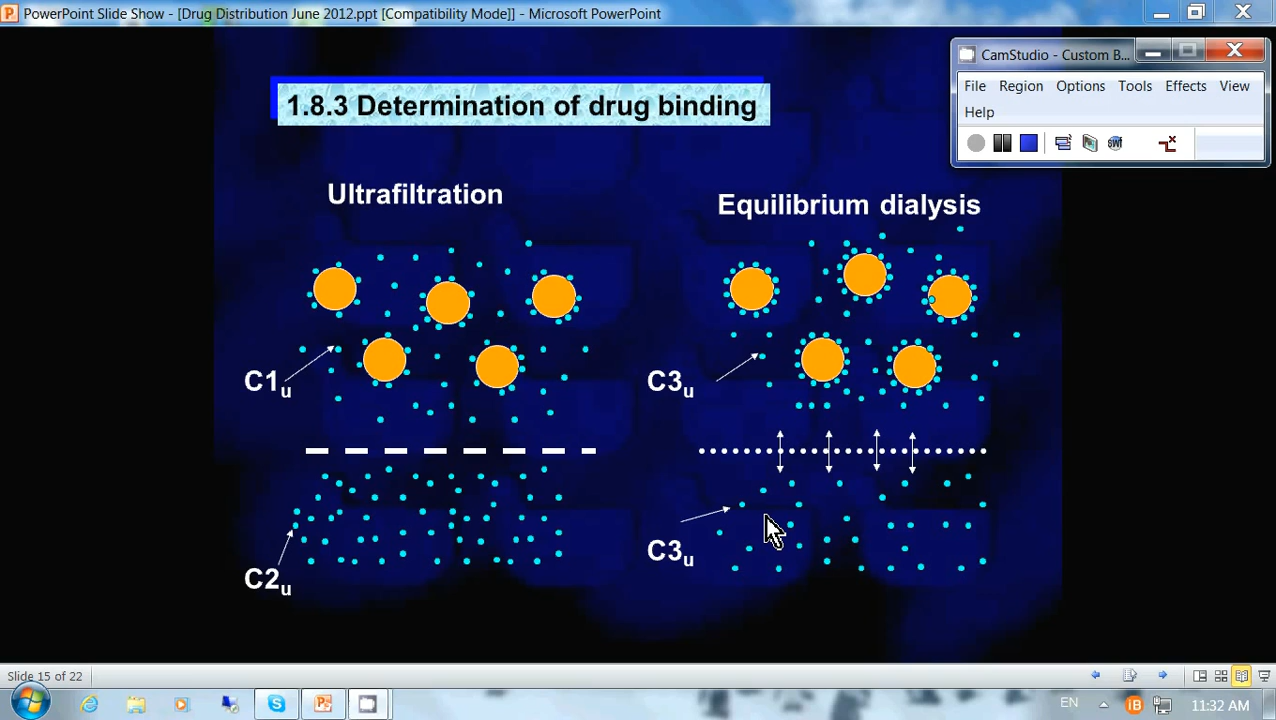 PowerPoint Slide Show - [Drug Distribution June 2012.ppt [Compatibility Mode]] - Microsoft PowerPoint
CamStudio - Custom B...
File Region Options Tools Effects View
Help
1.8.3 Determination of drug binding
Ultrafiltration
Equilibrium dialysis
C1u
C3u
C3u
C2u
Slide 15 of 22
EN
11:32 AM